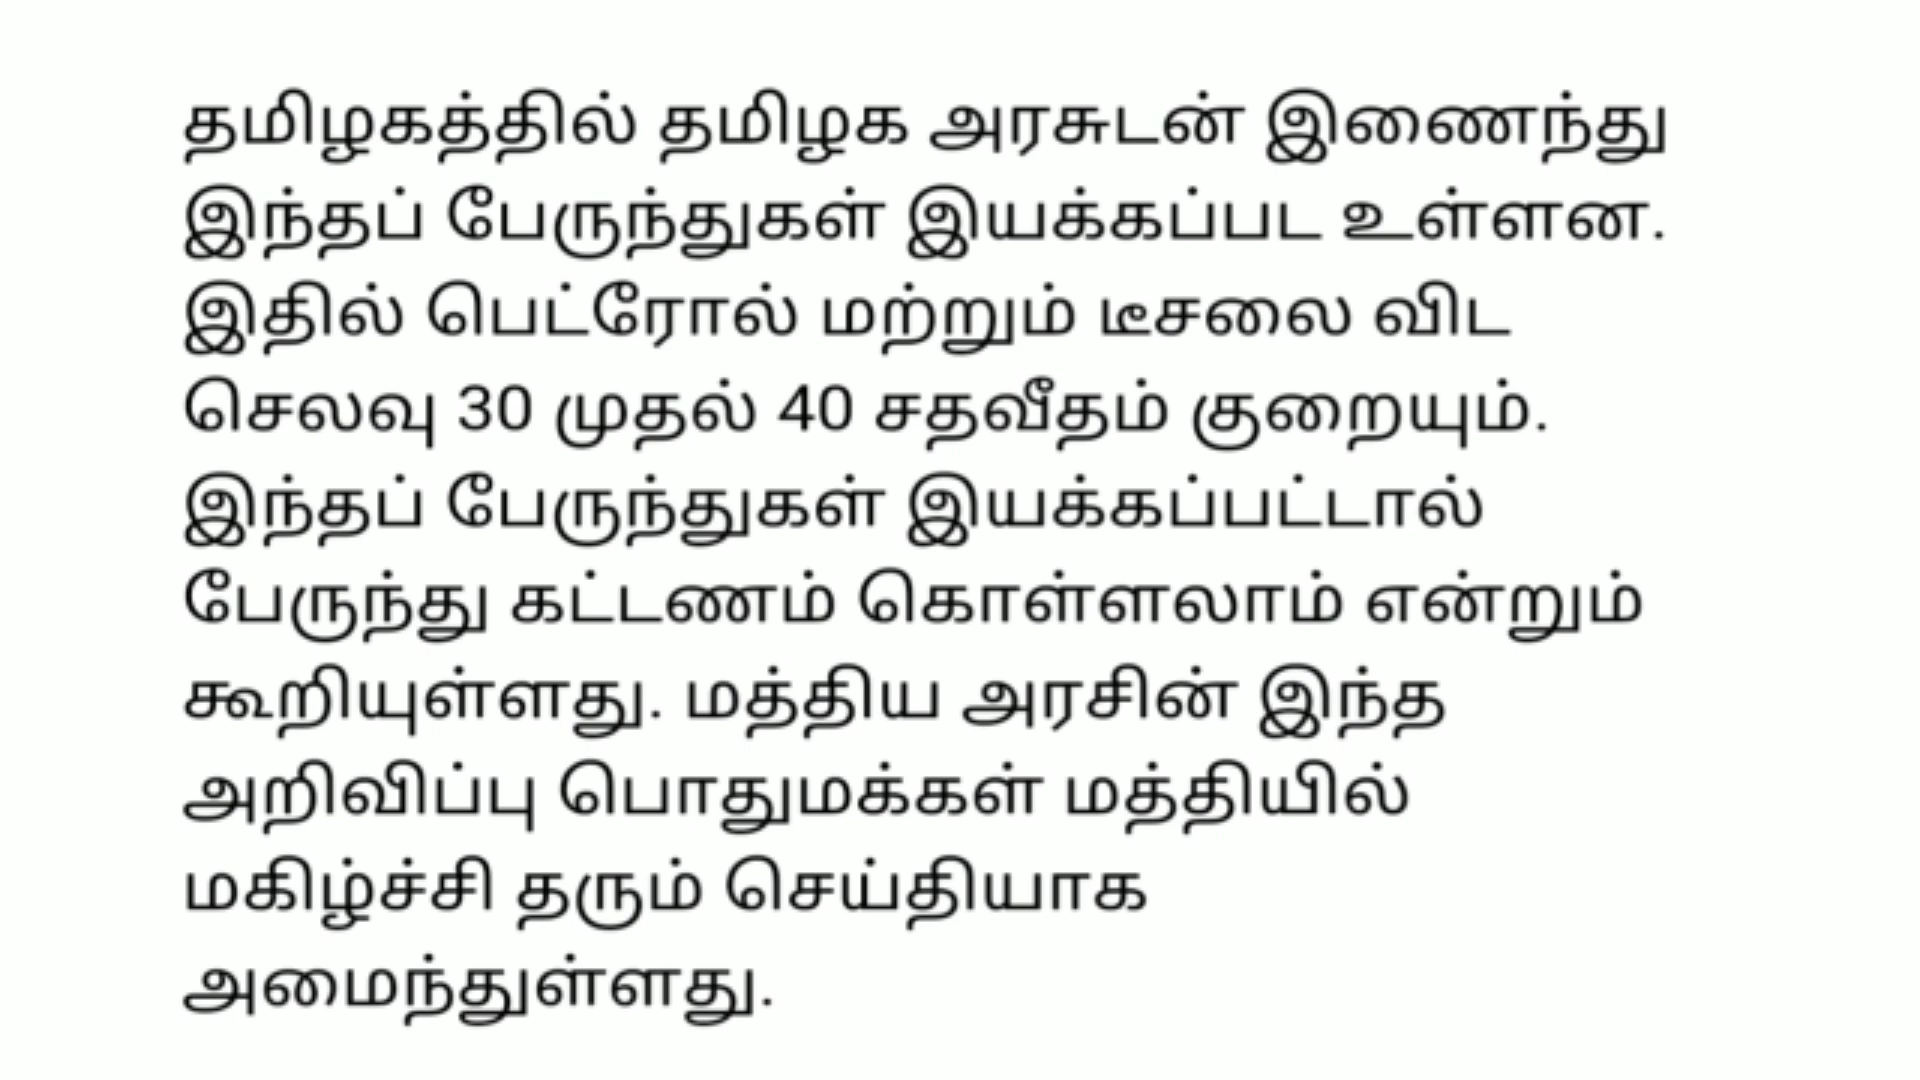 தமிழகத்தில் தமிழக அரசுடன் இணைந்து
இந்தப் பேருந்துகள் இயக்கப்பட உள்ளன.
இதில் பெட்ரோல் மற்றும் டீசலை விட
செலவு 30 முதல் 40 சதவீதம் குறையும்.
இந்தப் பேருந்துகள் இயக்கப்பட்டால்
பேருந்து கட்டணம் கொள்ளலாம் என்றும்
கூறியுள்ளது. மத்திய அரசின் இந்த
அறிவிப்பு பொதுமக்கள் மத்தியில்
மகிழ்ச்சி தரும் செய்தியாக
அமைந்துள்ளது.